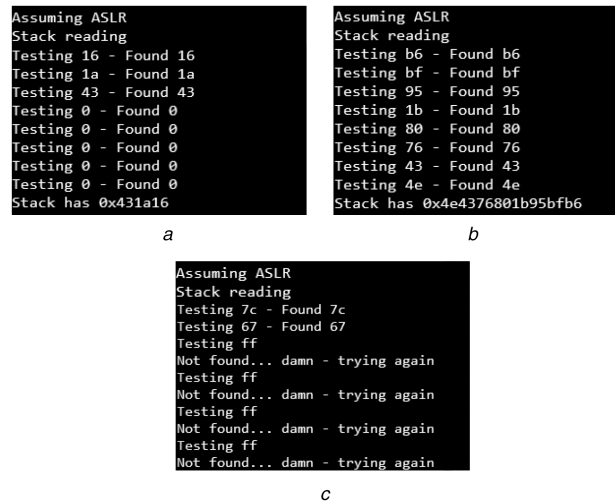 Assuming ASLR
Stack reading
Testing 16 - Found 16
Testing 1a - Found 1a
Testing 43 - Found 43
Testing 0 - Found 0
Testing 0 - Found 0
Testing 0 - Found 0
Testing 0 - Found 0
Testing 0 - Found 0
Stack has 0x431a16
a
Assuming ASLR
Stack reading
Testing b6 - Found b6
Testing bf - Found bf
Testing 95 - Found 95
Testing 1b - Found 1b
Testing 80 - Found 80
Testing 76 - Found 76
Testing 43 - Found 43
Testing 4e - Found 4e
Stack has 0x4e4376801b95bfb6
b
Assuming ASLR
Stack reading
Testing 7c - Found 7c
Testing 67 - Found 67
Testing ff
Not found... damn - trying again
Testing ff
Not found... damn - trying again
Testing ff
Not found... damn - trying again
Testing ff
Not found... damn - trying again
c